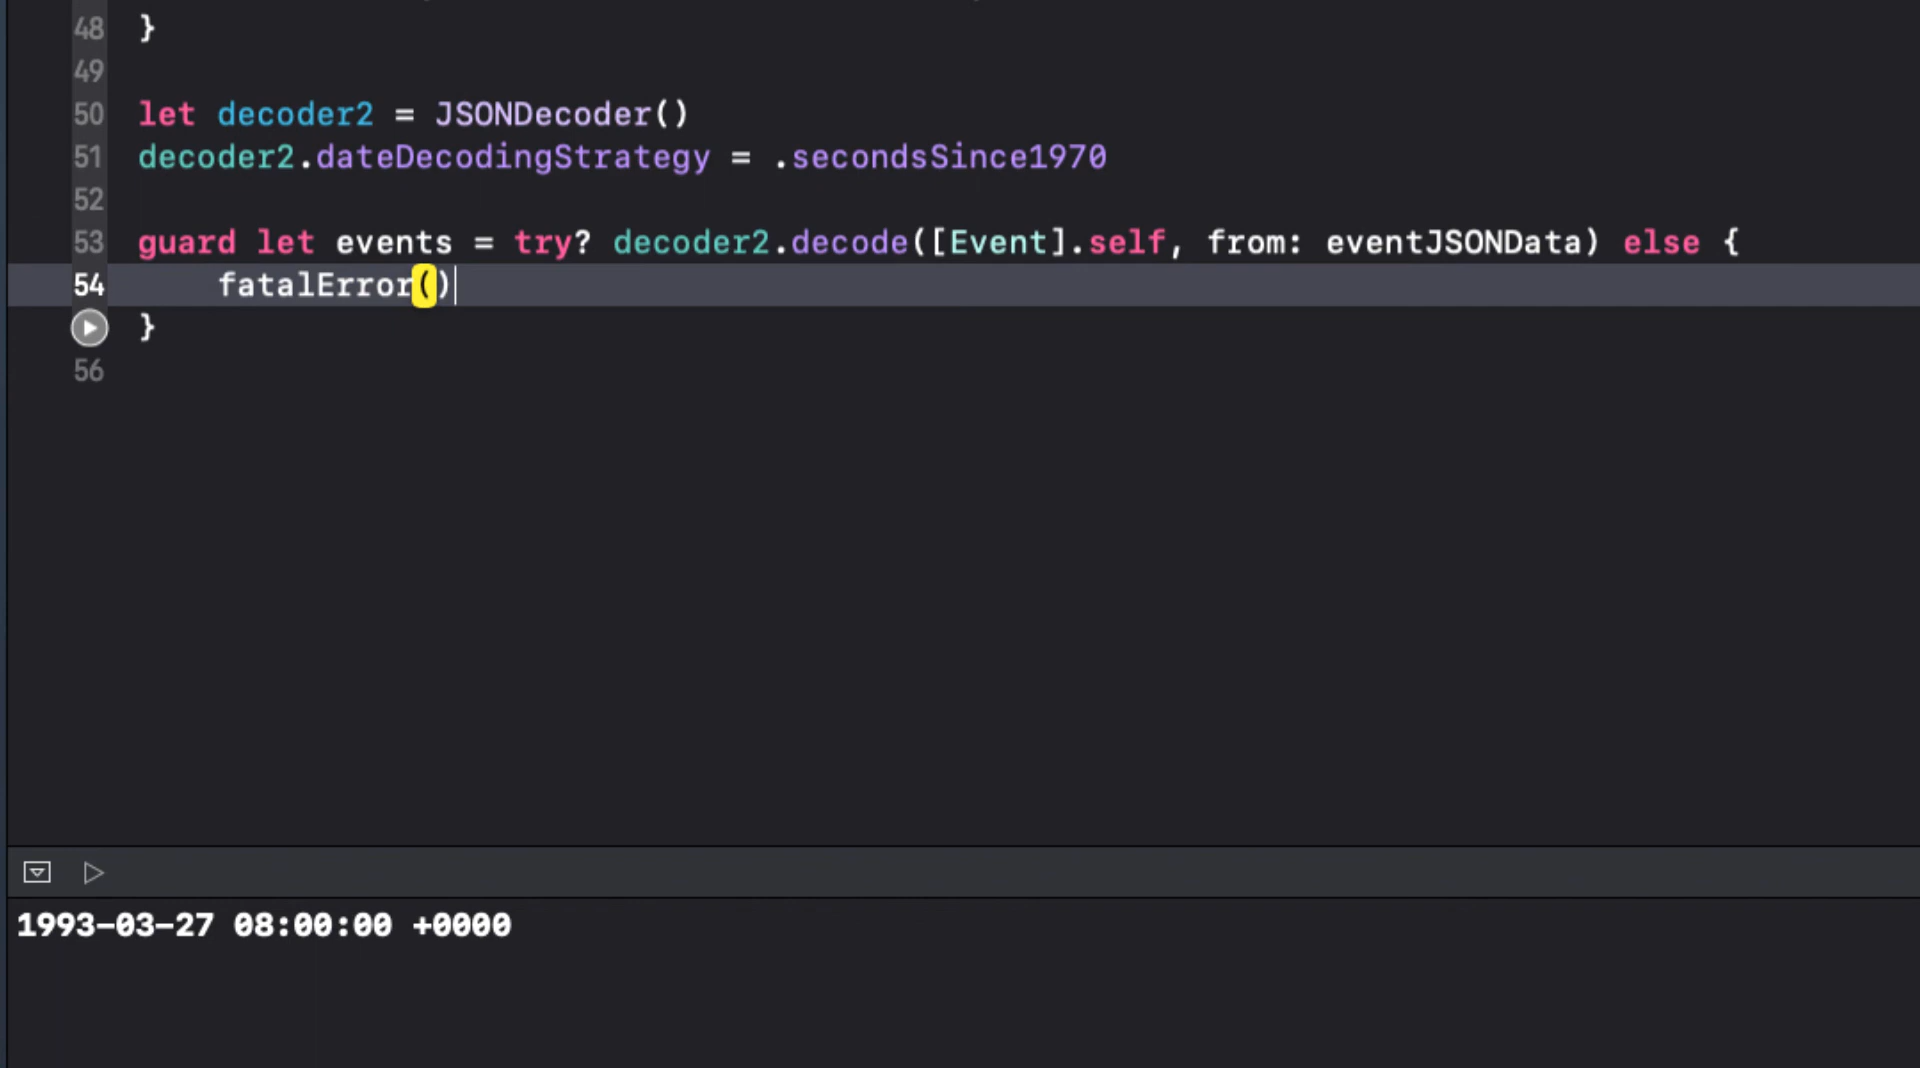 48 }
49
50 let decoder2 = JSONDecoder()
51 decoder2.dateDecodingStrategy = .secondsSince1970
52
53 guard let events = try? decoder2.decode([Event].self, from: eventJSONData) else {
54 fatalError()
}
56
1993-03-27 08:00:00 +0000